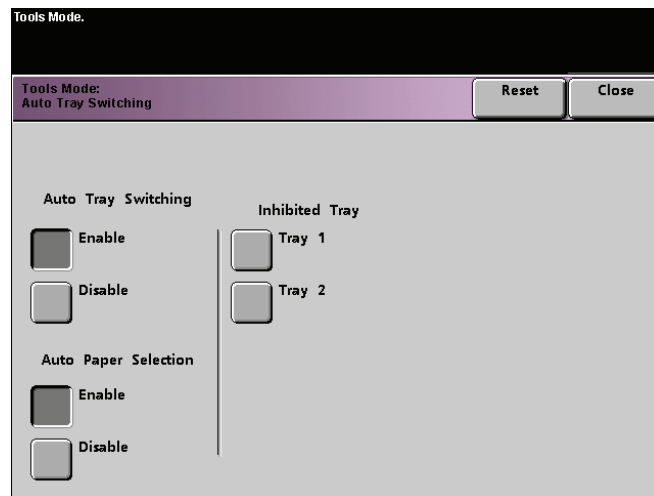 Tools Mode.
Tools Mode:
Auto Tray Switching
Reset
Close
Auto Tray Switching
Enable
Disable
Auto Paper Selection
Enable
Disable
Inhibited Tray
Tray 1
Tray 2